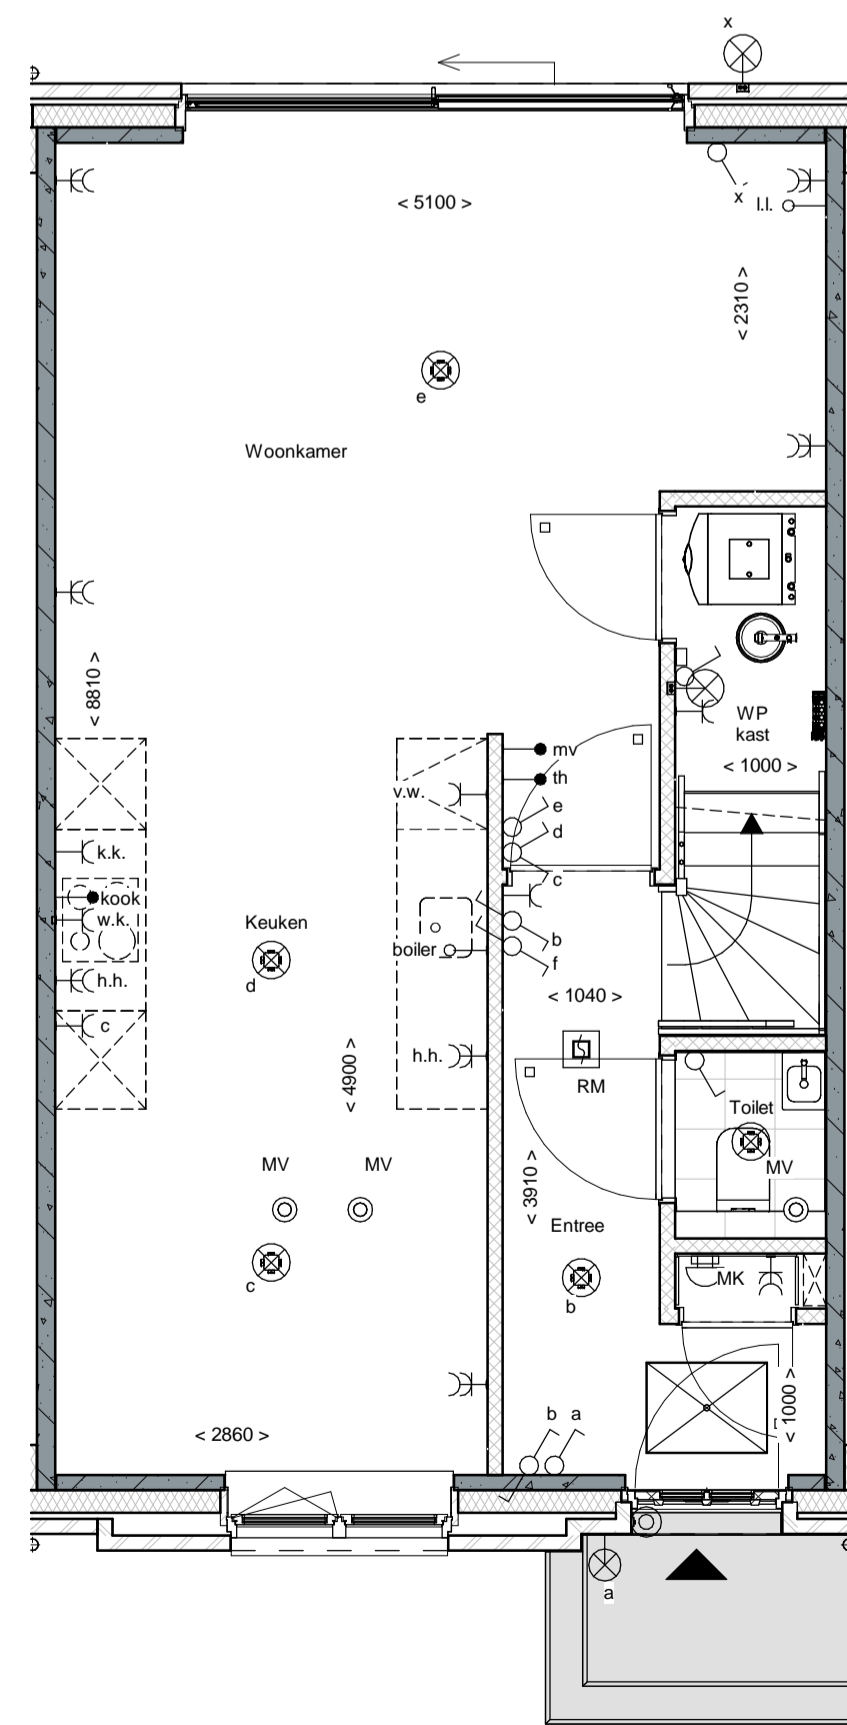 x
< 5100 >
x
l.l.
< 2310 >
e
Woonkamer
< 8810 >
WP
kast
< 1000 >
mv
th
v.w.
e
d
c
k.k.
kook
w.k.
h.h.
c
Keuken
d
boiler
b
f
< 1040 >
h.h.
< 4900 >
RM
Toilet
MV
MV
MV
< 3910 >
Entree
c
b
MK
< 1000 >
b
a
< 2860 >
a